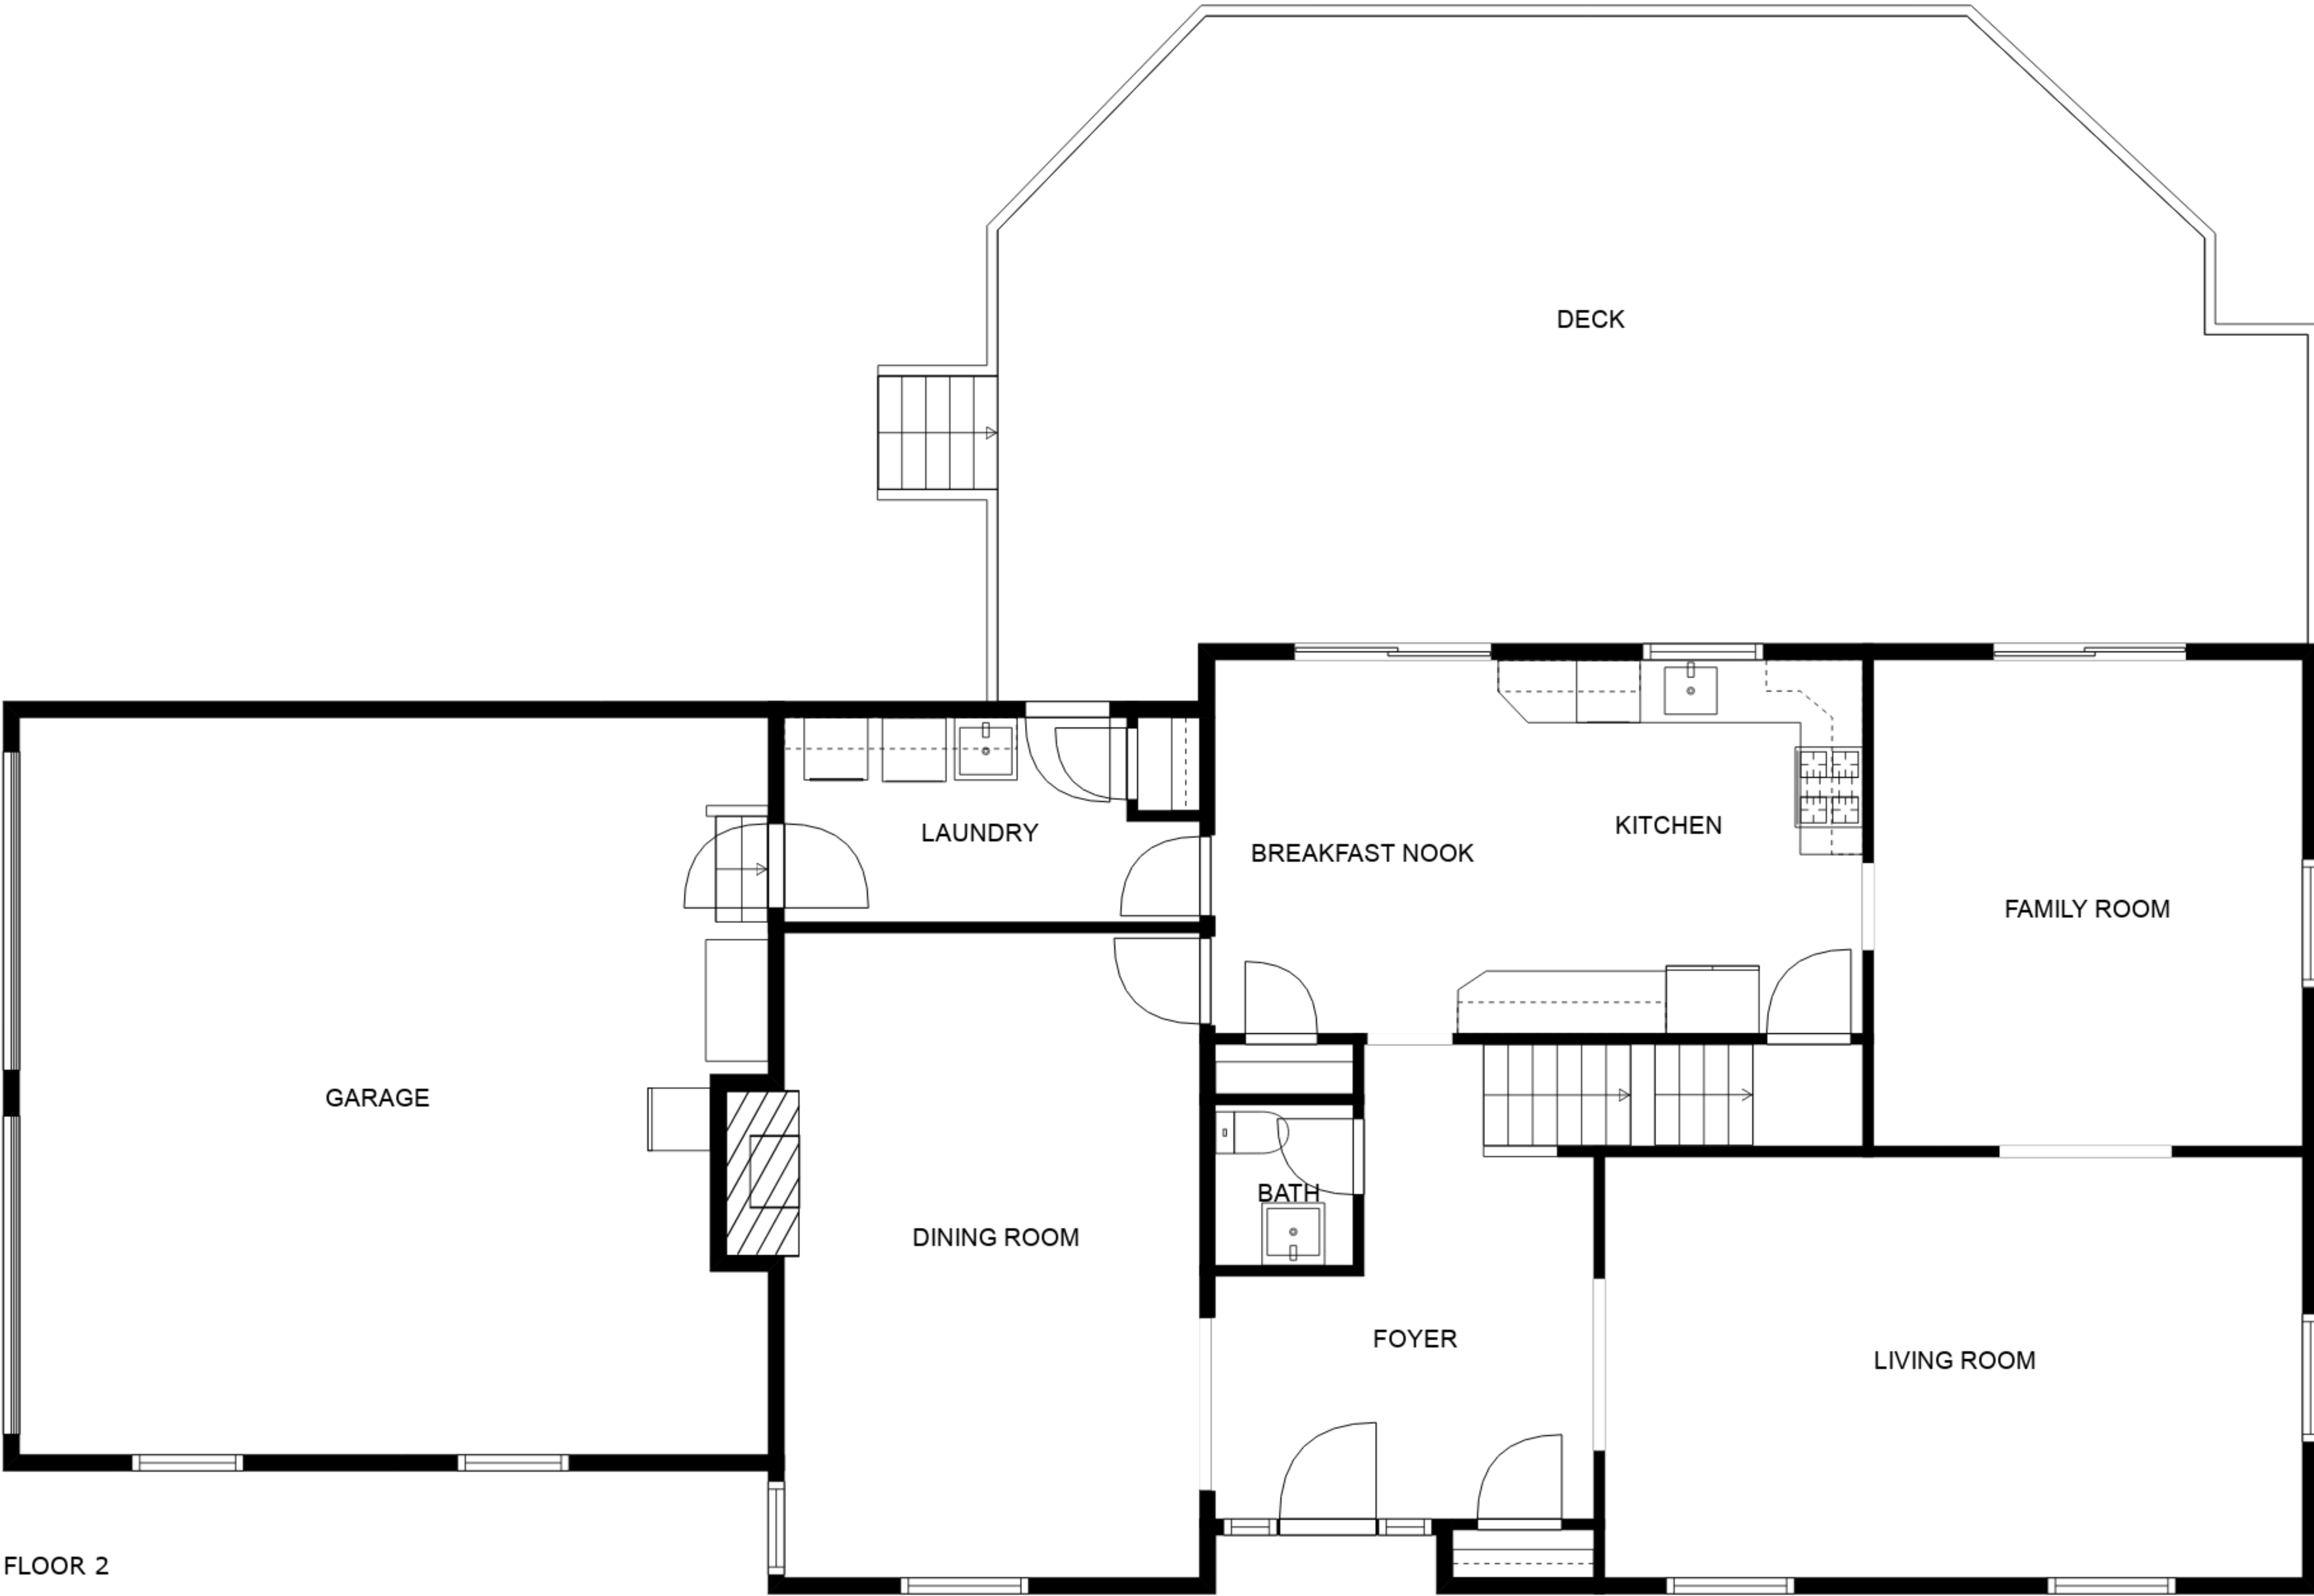 DECK
LAUNDRY
KITCHEN
BREAKFAST NOOK
FAMILY ROOM
GARAGE
BATH
DINING ROOM
FOYER
LIVING ROOM
FLOOR 2